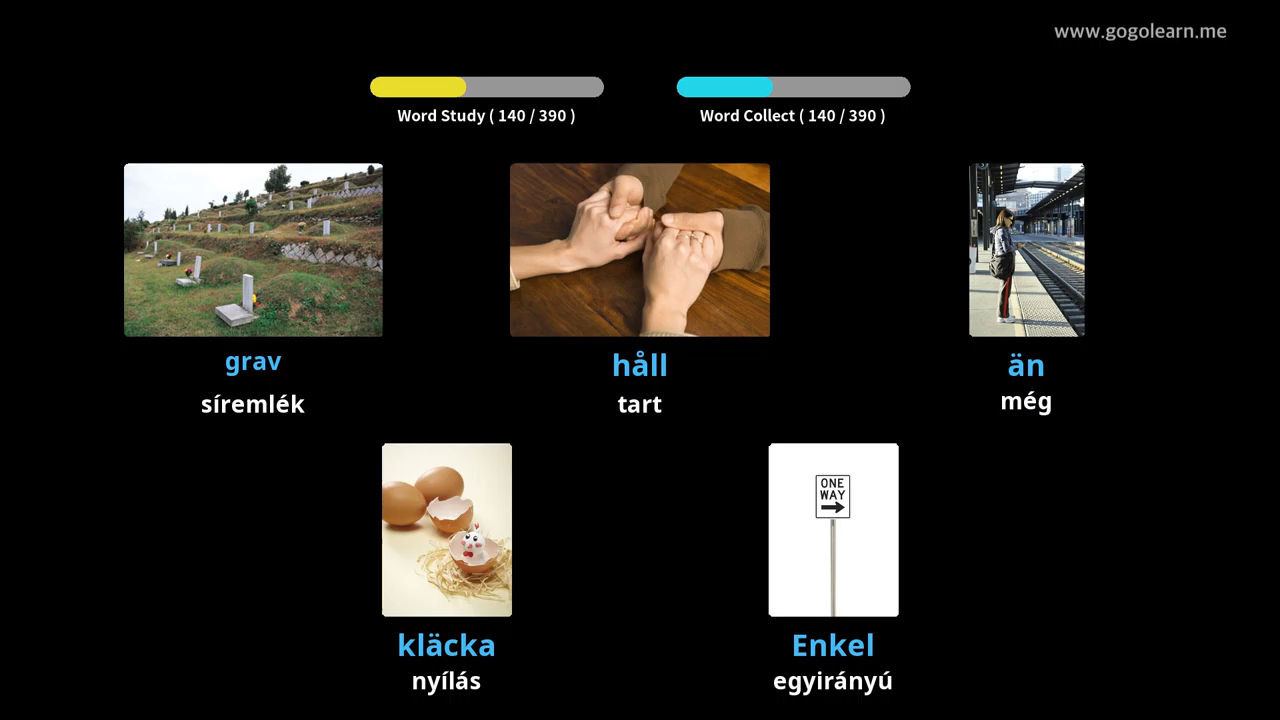 www.gogolearn.me
Word Study ( 140 / 390 )
Word Collect ( 140 / 390 )
grav
síremlék
håll
tart
än
még
ONE
WAY
kläcka
nyílás
Enkel
egyirányú